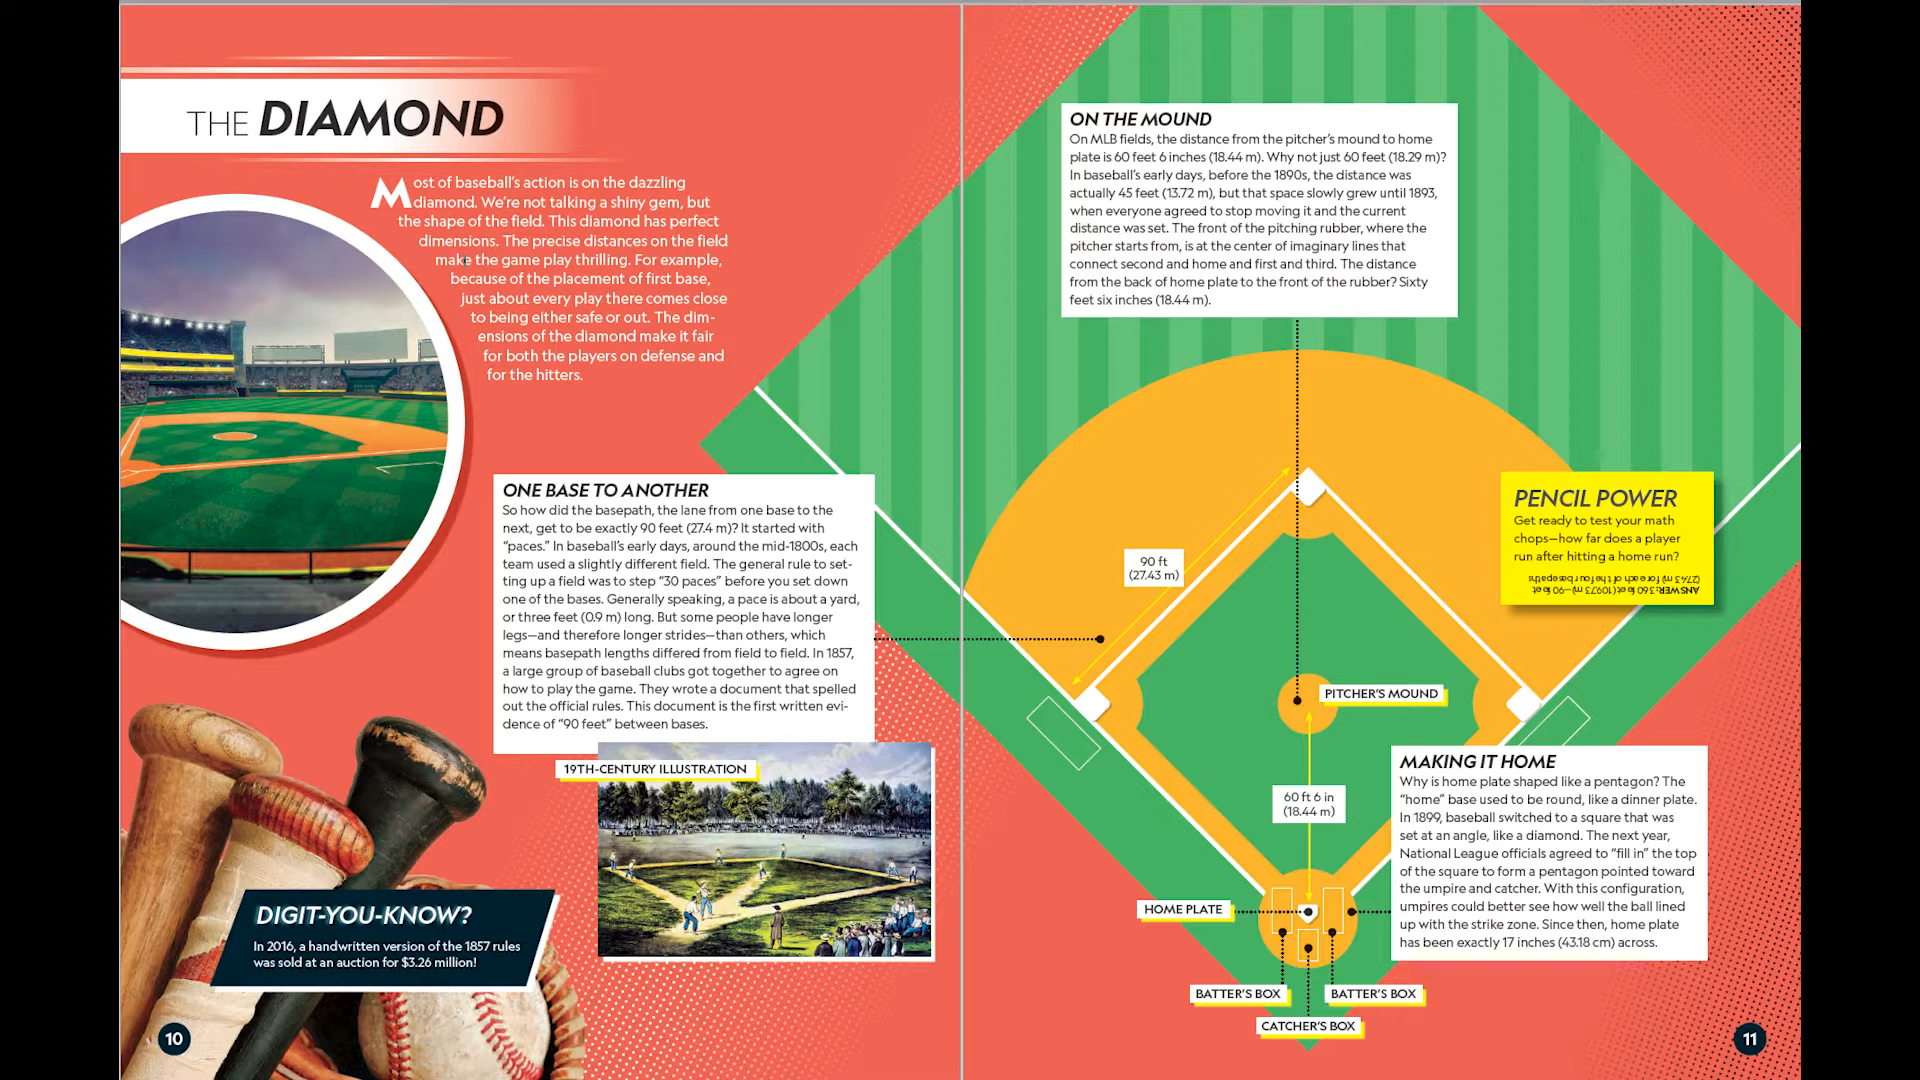 THE DIAMOND
Most of baseball’s action is on the dazzling
diamond. We’re not talking a shiny gem, but
the shape of the field. This diamond has perfect
dimensions. The precise distances on the field
make the game play thrilling. For example,
because of the placement of first base,
just about every play there comes close
to being either safe or out. The dim-
ensions of the diamond make it fair
for both the players on defense and
for the hitters.
ONE BASE TO ANOTHER
So how did the basepath, the lane from one base to the
next, get to be exactly 90 feet (27.4 m)? It started with
“paces.” In baseball’s early days, around the mid-1800s, each
team used a slightly different field. The general rule to set-
ting up a field was to step “30 paces” before you set down
one of the bases. Generally speaking, a pace is about a yard,
or three feet (0.9 m) long. But some people have longer
legs—and therefore longer strides—than others, which
means basepath lengths differed from field to field. In 1857,
a large group of baseball clubs got together to agree on
how to play the game. They wrote a document that spelled
out the official rules. This document is the first written evi-
dence of “90 feet” between bases.
19TH-CENTURY ILLUSTRATION
DIGIT-YOU-KNOW?
In 2016, a handwritten version of the 1857 rules
was sold at an auction for $3.26 million!
10
ON THE MOUND
On MLB fields, the distance from the pitcher’s mound to home
plate is 60 feet 6 inches (18.44 m). Why not just 60 feet (18.29 m)?
In baseball’s early days, before the 1890s, the distance was
actually 45 feet (13.72 m), but that space slowly grew until 1893,
when everyone agreed to stop moving it and the current
distance was set. The front of the pitching rubber, where the
pitcher starts from, is at the center of imaginary lines that
connect second and home and first and third. The distance
from the back of home plate to the front of the rubber? Sixty
feet six inches (18.44 m).
90 ft
(27.43 m)
PENCIL POWER
Get ready to test your math
chops—how far does a player
run after hitting a home run?
ANSWER: 360 feet (109.73 m)—90 feet
(27.43 m) for each of the four basepaths
PITCHER’S MOUND
60 ft 6 in
(18.44 m)
MAKING IT HOME
Why is home plate shaped like a pentagon? The
“home” base used to be round, like a dinner plate.
In 1899, baseball switched to a square that was
set at an angle, like a diamond. The next year,
National League officials agreed to “fill in” the top
of the square to form a pentagon pointed toward
the umpire and catcher. With this configuration,
umpires could better see how well the ball lined
up with the strike zone. Since then, home plate
has been exactly 17 inches (43.18 cm) across.
HOME PLATE
BATTER’S BOX
BATTER’S BOX
CATCHER’S BOX
11